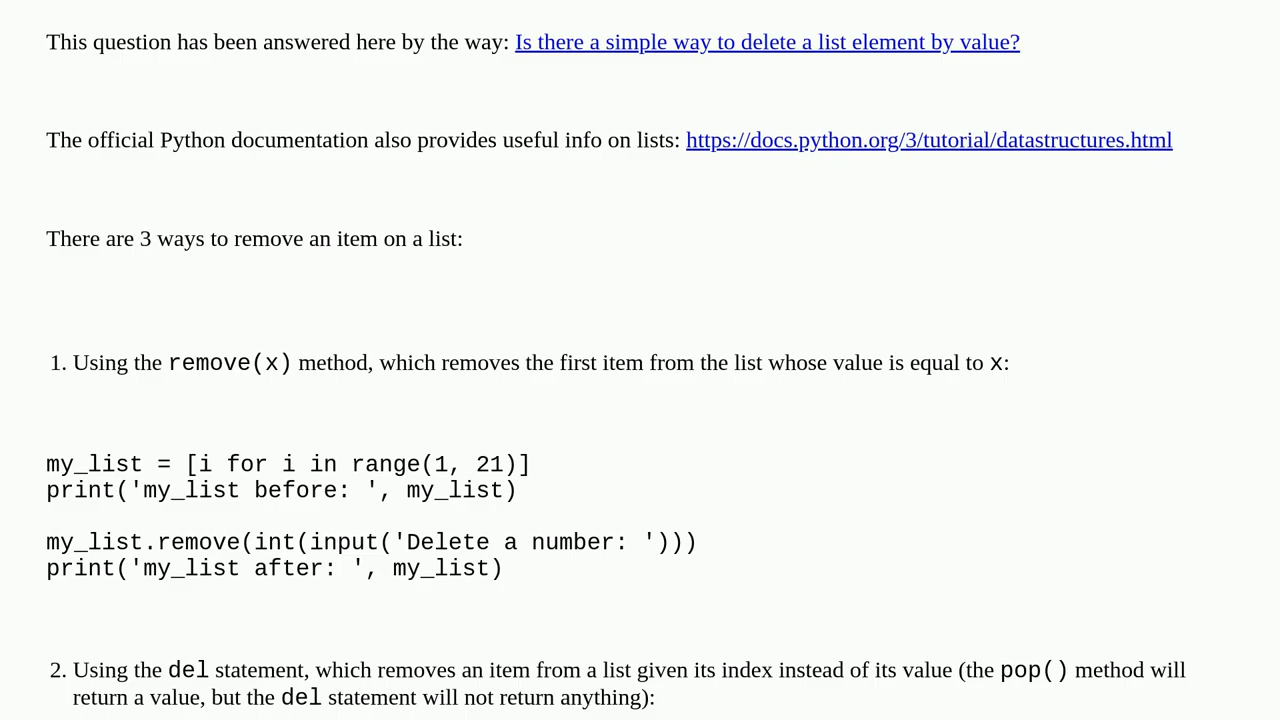 This question has been answered here by the way: Is there a simple way to delete a list element by value?
The official Python documentation also provides useful info on lists: https://docs.python.org/3/tutorial/datastructures.html
There are 3 ways to remove an item on a list:
1. Using the remove(x) method, which removes the first item from the list whose value is equal to x:
my_list = [i for i in range(1, 21)]
print('my_list before: ', my_list)
my_list.remove(int(input('Delete a number: ')))
print('my_list after: ', my_list)
2. Using the del statement, which removes an item from a list given its index instead of its value (the pop() method will
return a value, but the del statement will not return anything):